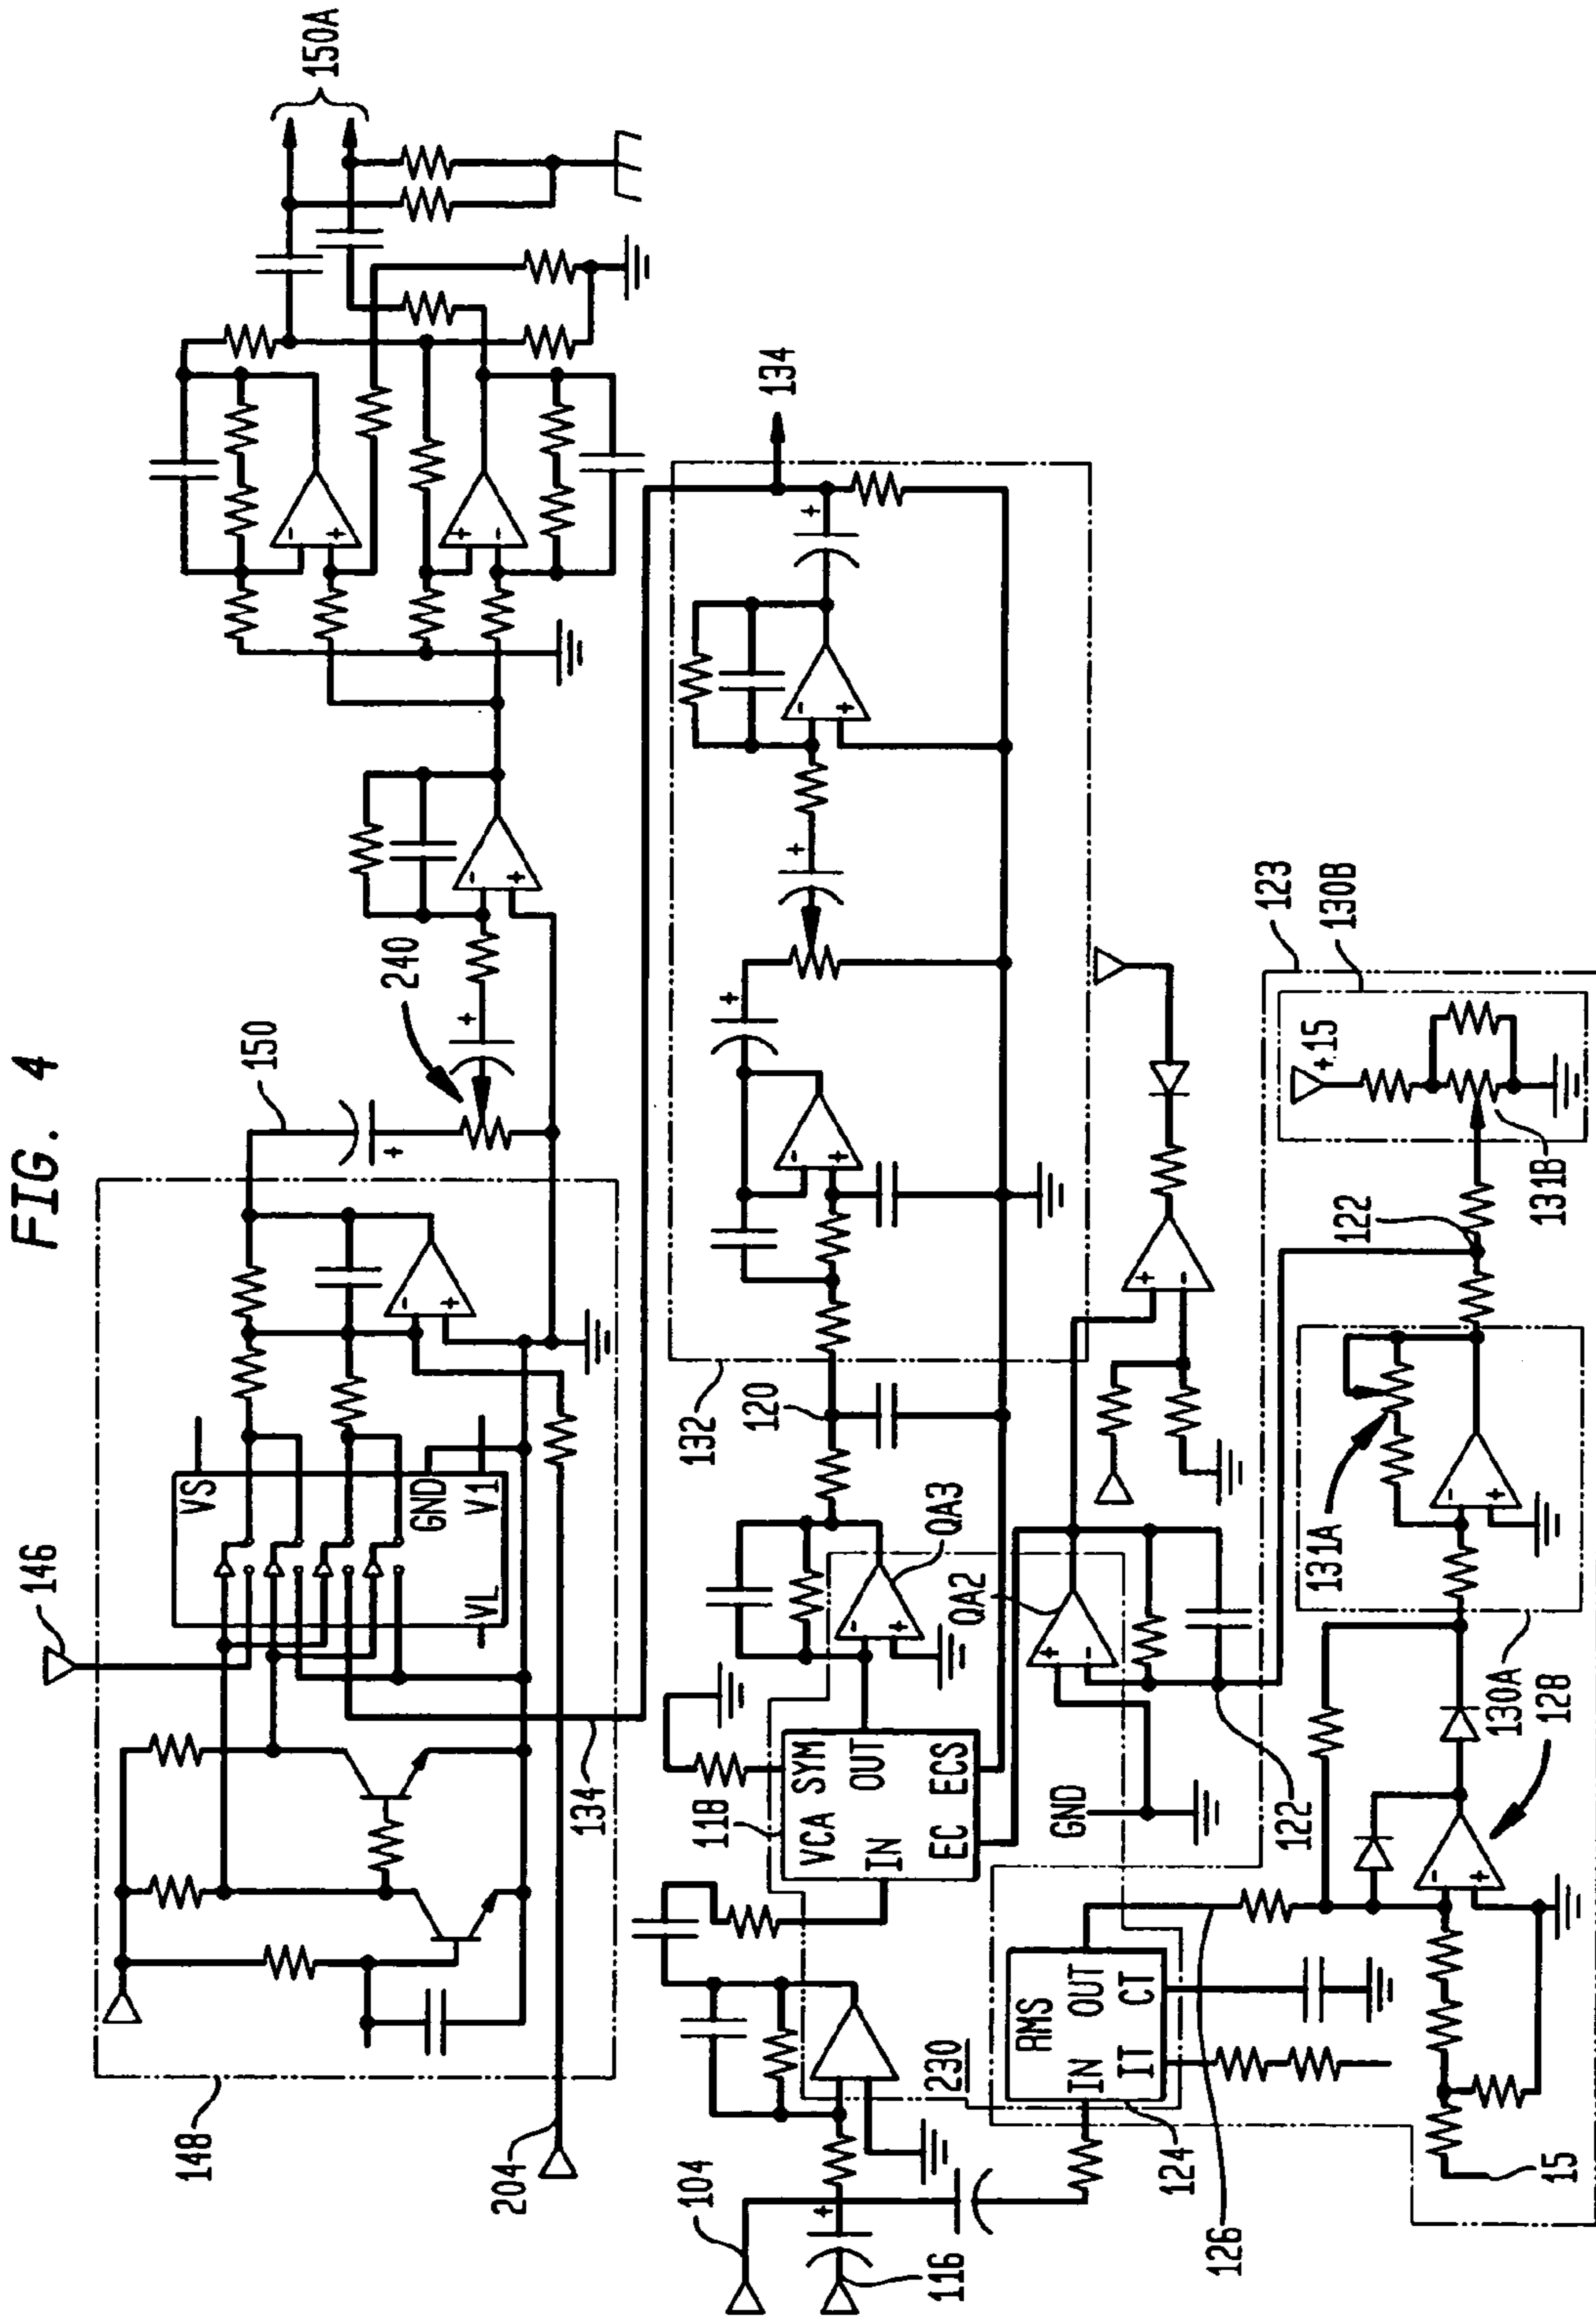 FIG. 4
148
146
VS
VL
GND
V1
150
240
150A
204
134
104
116
118
VCA
SYM
OUT
IN
EC
ECS
QA3
120
132
134
230
QA2
GND
122
124
RMS
IN
OUT
IT
CT
126
128
15
130A
131A
122
131B
+15
123
130B